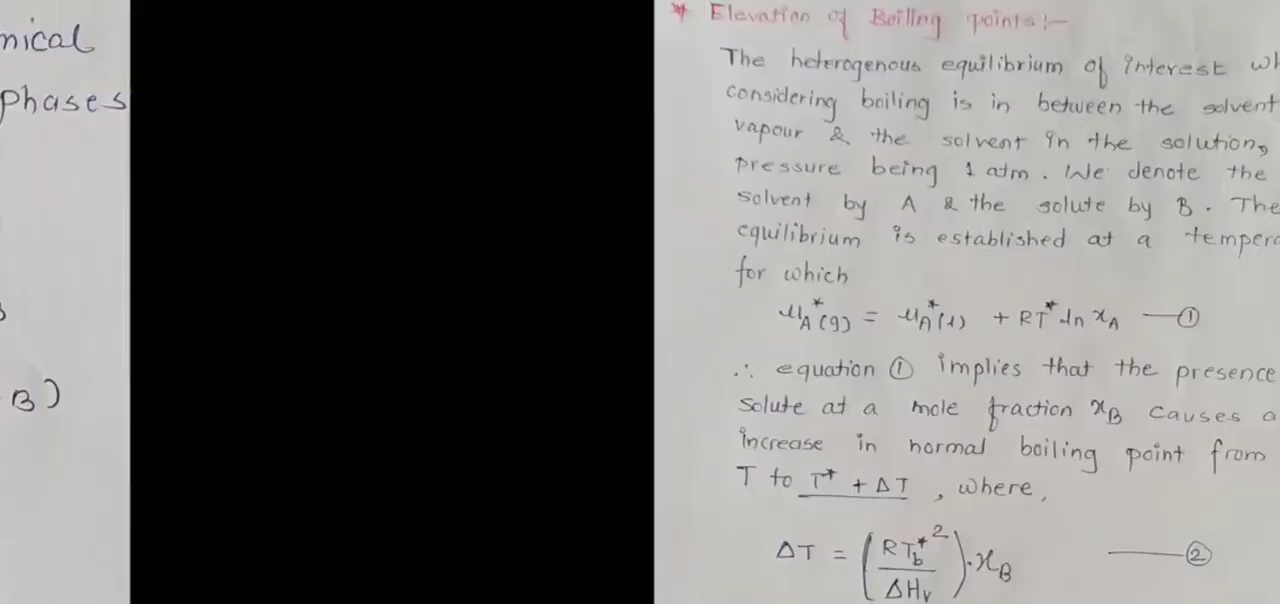 nical
phases
B)
* Elevation of Boiling points:-
The heterogenous equilibrium of interest
considering boiling is in between the solvent
vapour & the solvent in the solution,
pressure being 1 atm. We denote the
solvent by A & the solute by B. The
equilibrium is established at a
for which
μ*A(g) = μ*A(l) + RT* ln xA —①
∴ equation ① implies that the presence
solute at a mole fraction xB causes a
increase in normal boiling point from
T to T* + ΔT , where,
ΔT = (RTb*² / ΔHv) . xB —②